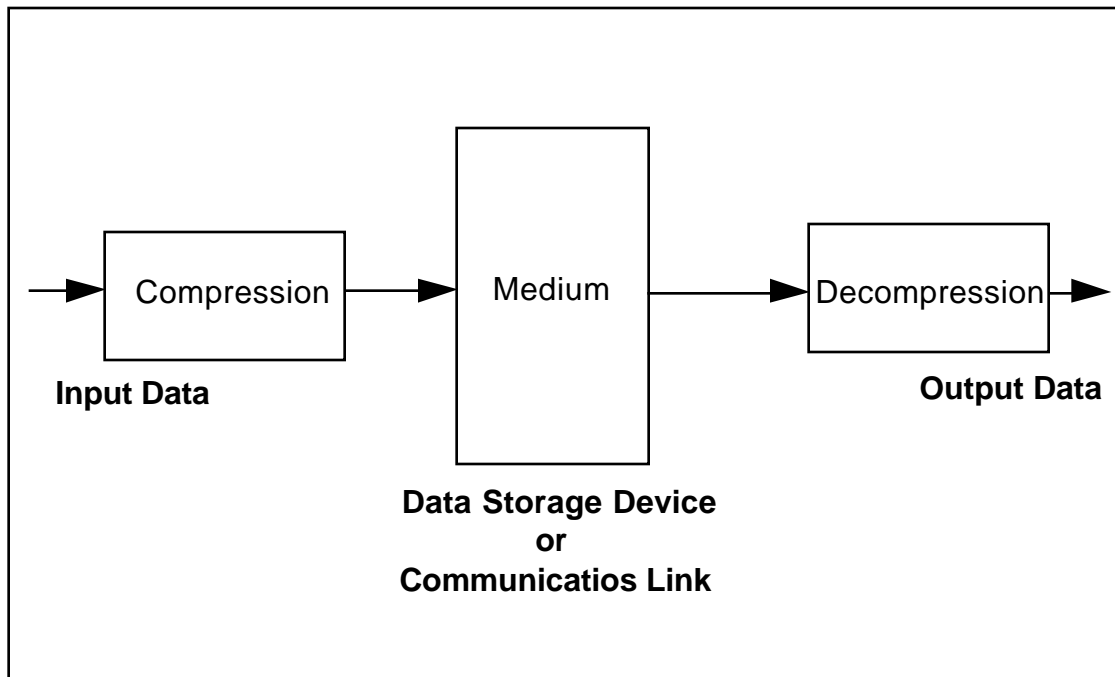 Compression
Medium
Decompression
Input Data
Output Data
Data Storage Device
or
Communicatios Link